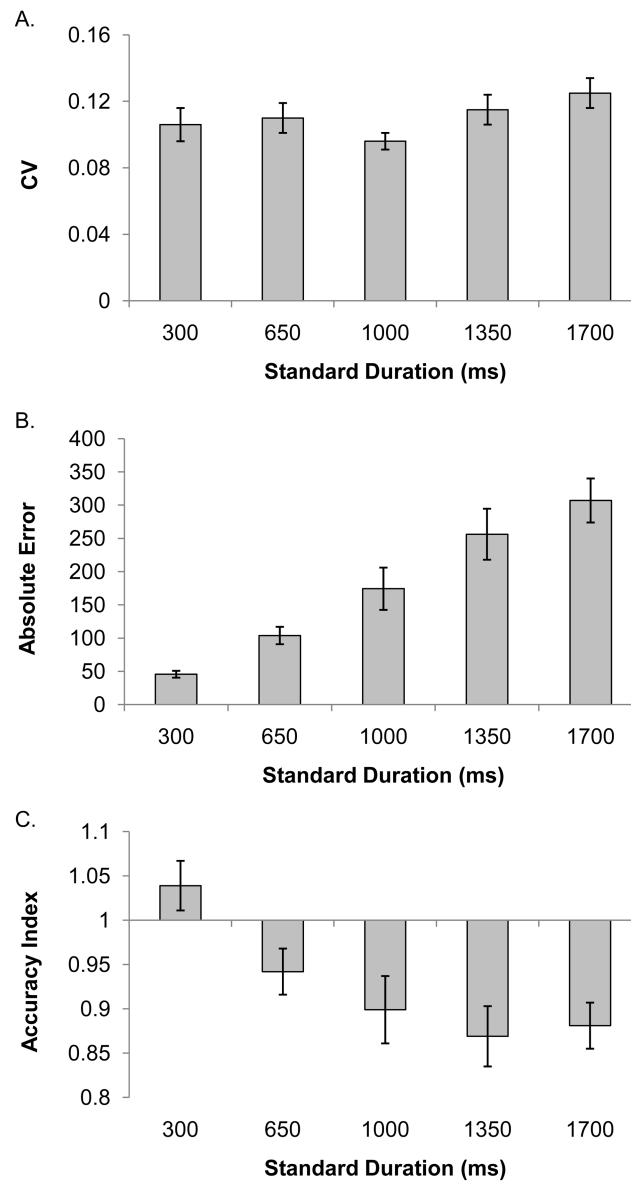 A.
0.16
0.12
0.08
0.04
0
CV
300 650 1000 1350 1700
Standard Duration (ms)
B.
400
350
300
250
200
150
100
50
0
Absolute Error
300 650 1000 1350 1700
Standard Duration (ms)
C.
1.1
1.05
1
0.95
0.9
0.85
0.8
Accuracy Index
300 650 1000 1350 1700
Standard Duration (ms)